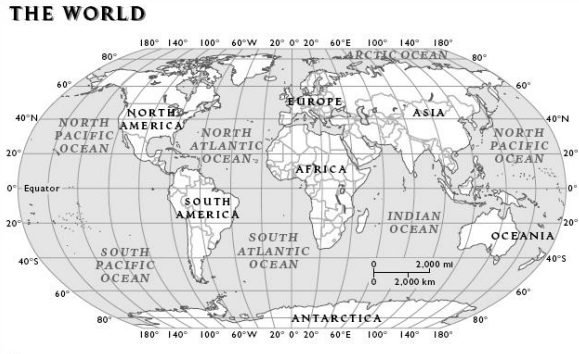 THE WORLD
180° 140° 100° 60°W 20° 0° 20° 60°E 100° 140° 180°
ARCTIC OCEAN
80° 80°
60° 60°
EUROPE
NORTH
AMERICA
ASIA
40°N 40°N
NORTH
PACIFIC
OCEAN
NORTH
ATLANTIC
OCEAN
NORTH
PACIFIC
OCEAN
20° 20°
AFRICA
0° Equator 0°
SOUTH
AMERICA
INDIAN
OCEAN
20° 20°
OCEANIA
SOUTH
PACIFIC
OCEAN
SOUTH
ATLANTIC
OCEAN
40°S 40°S
0 2,000 mi
0 2,000 km
60° 60°
80° 80°
ANTARCTICA
180° 140° 100° 60° 20° 0° 20° 60° 100° 140° 180°